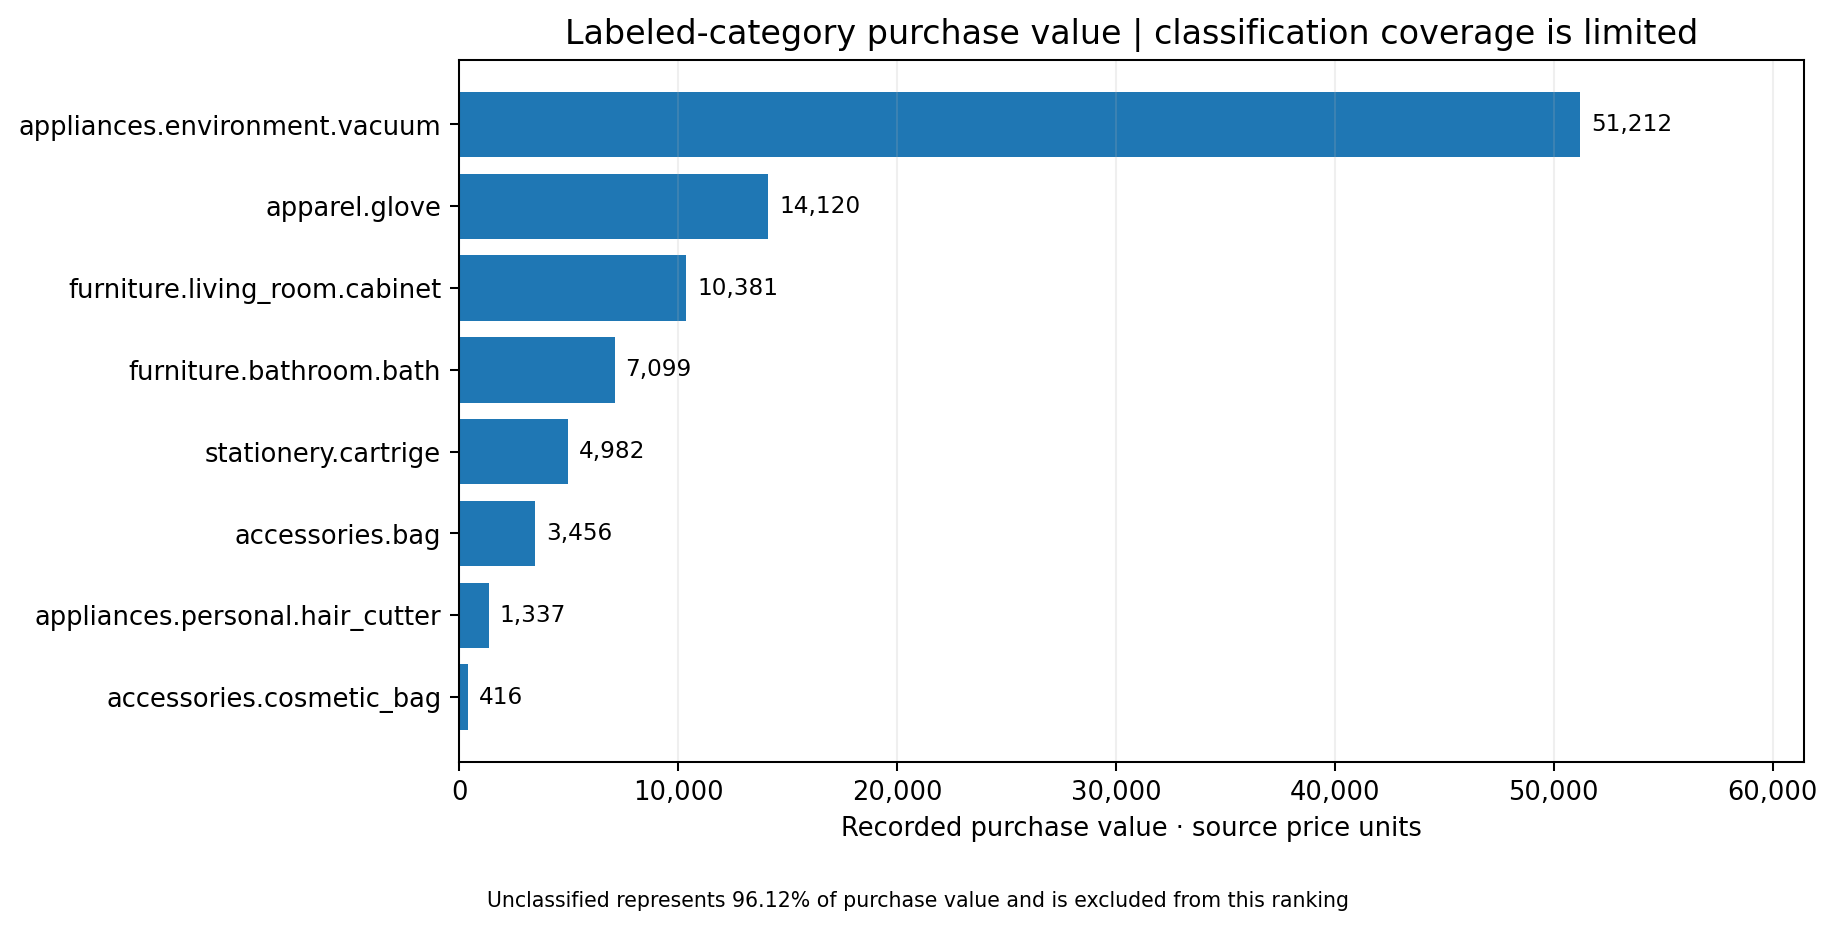 Labeled-category purchase value | classification coverage is limited
appliances.environment.vacuum
51,212
apparel.glove
14,120
furniture.living_room.cabinet
10,381
furniture.bathroom.bath
7,099
stationery.cartrige
4,982
accessories.bag
3,456
appliances.personal.hair_cutter
1,337
accessories.cosmetic_bag
416
0 10,000 20,000 30,000 40,000 50,000 60,000
Recorded purchase value · source price units
Unclassified represents 96.12% of purchase value and is excluded from this ranking